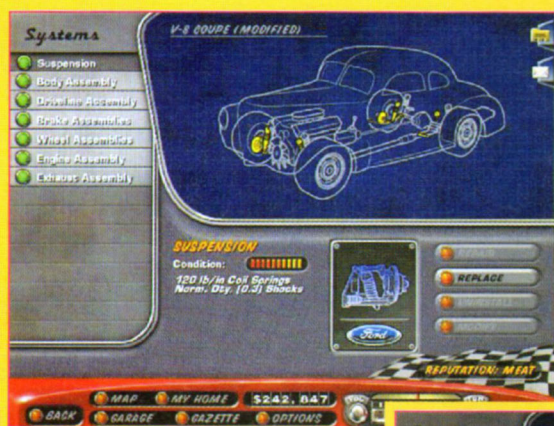 Systems
V-8 COUPE (MODIFIED)
Suspension
Body Assembly
Driveline Assembly
Brake Assemblies
Wheel Assemblies
Engine Assembly
Exhaust Assembly
SUSPENSION
Condition:
120 lb/in Coil Springs
Norm. Dty. (0.3) Shocks
Ford
REPLACE
UNINSTALL
REPUTATION: MEAT
MAP
MY HOME
$242,847
BACK
GARAGE
GAZETTE
OPTIONS